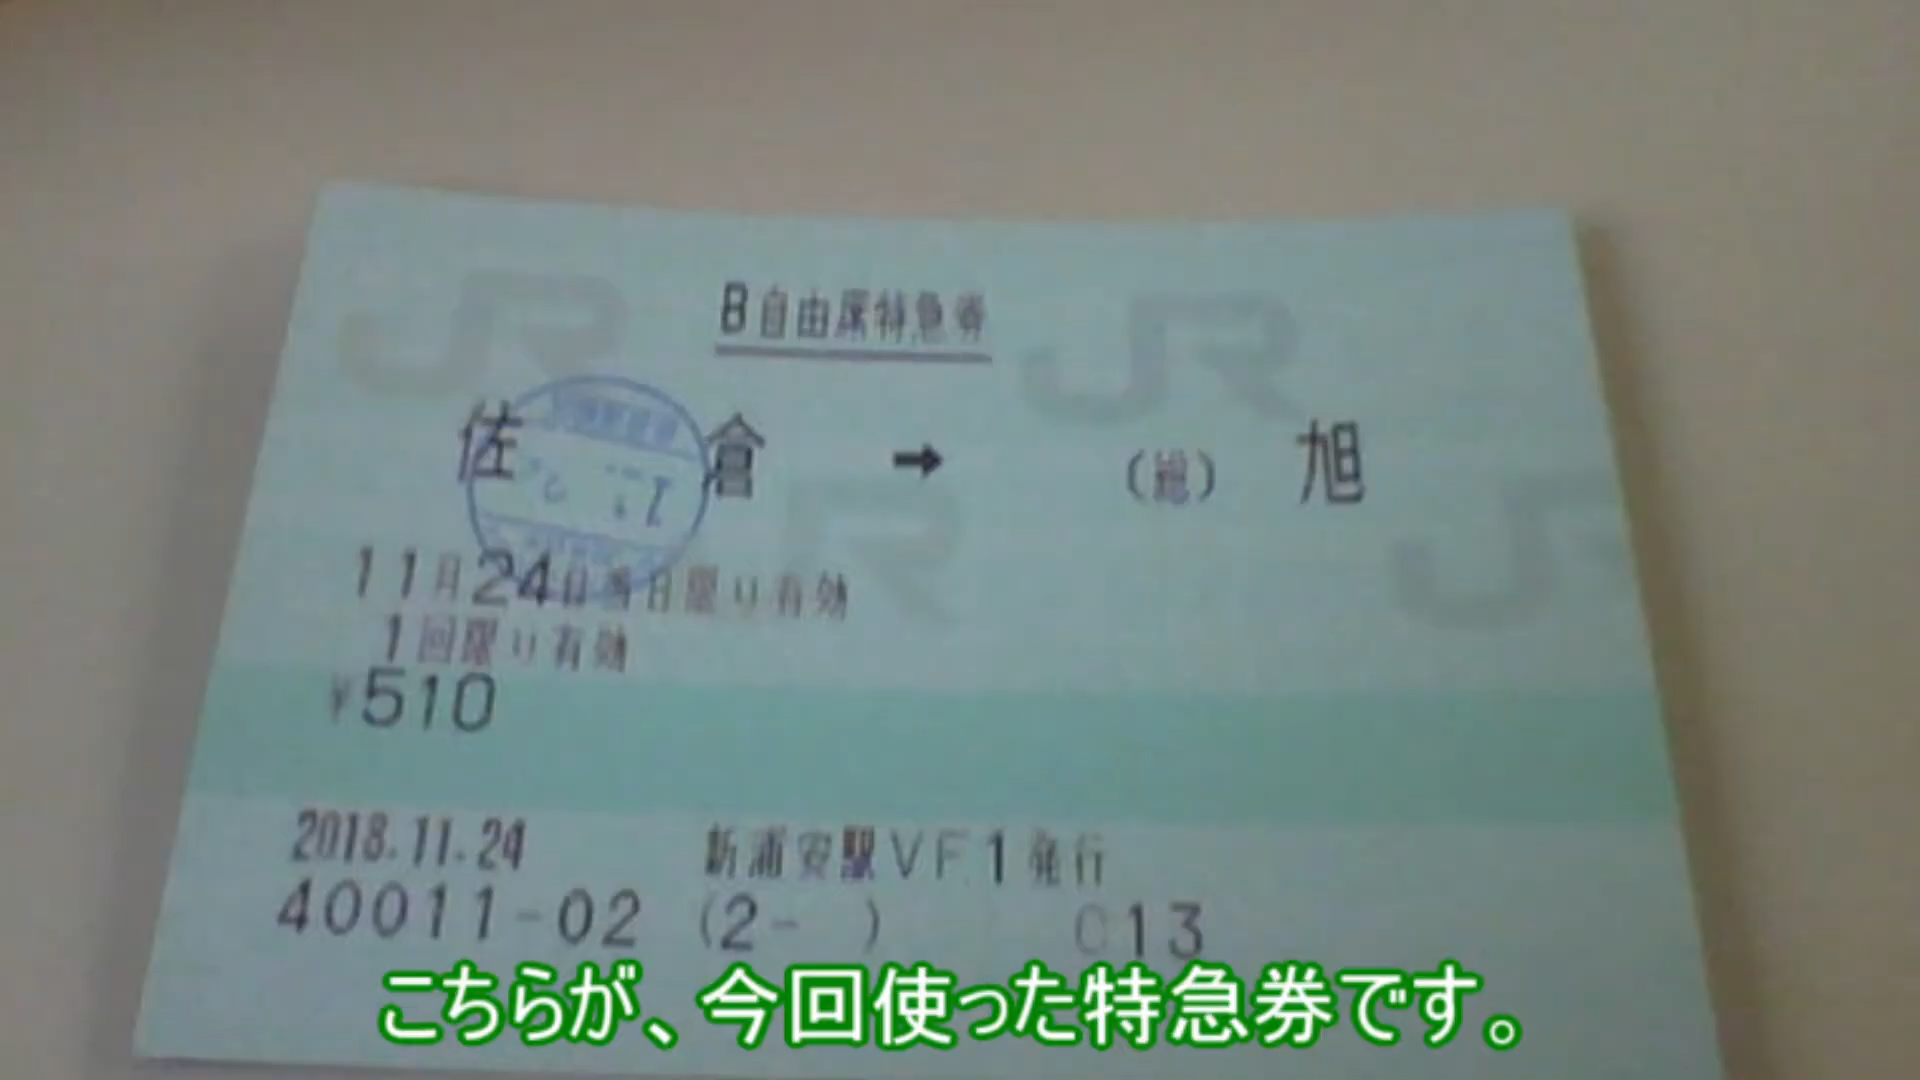 B自由席特急券
佐 倉 → (総) 旭
11月24日当日限り有効
1回限り有効
¥510
2018.11.24 新浦安駅VF1発行
40011-02 (2- ) 013
こちらが、今回使った特急券です。